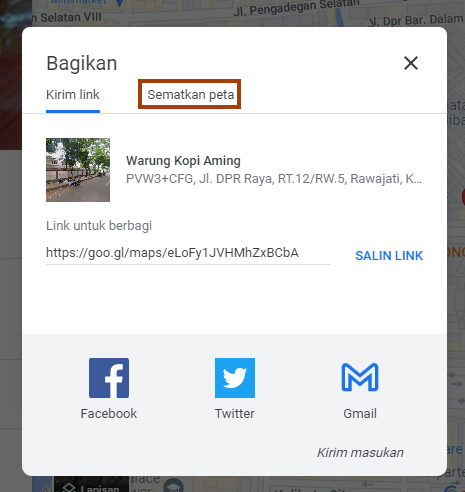 Minimarket
Jl. Pengadegan Selatan
n Selatan VIII
Jl. Dpr Bar. Dalam
Bagikan
Kirim link
Sematkan peta
Warung Kopi Aming
PVW3+CFG, Jl. DPR Raya, RT.12/RW.5, Rawajati, K...
Link untuk berbagi
https://goo.gl/maps/eLoFy1JVHMhZxBCbA
SALIN LINK
Facebook
Twitter
Gmail
Kirim masukan
Lapisan